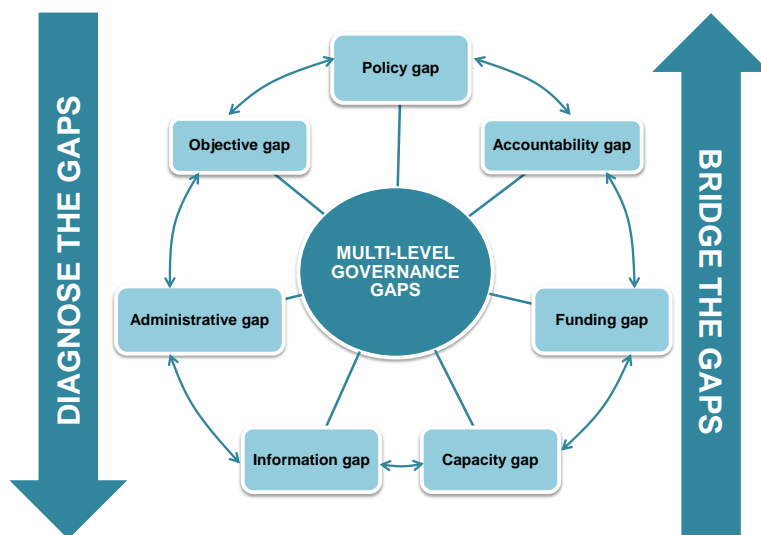 DIAGNOSE THE GAPS
Policy gap
Objective gap
Accountability gap
MULTI-LEVEL
GOVERNANCE
GAPS
Administrative gap
Funding gap
Information gap
Capacity gap
BRIDGE THE GAPS